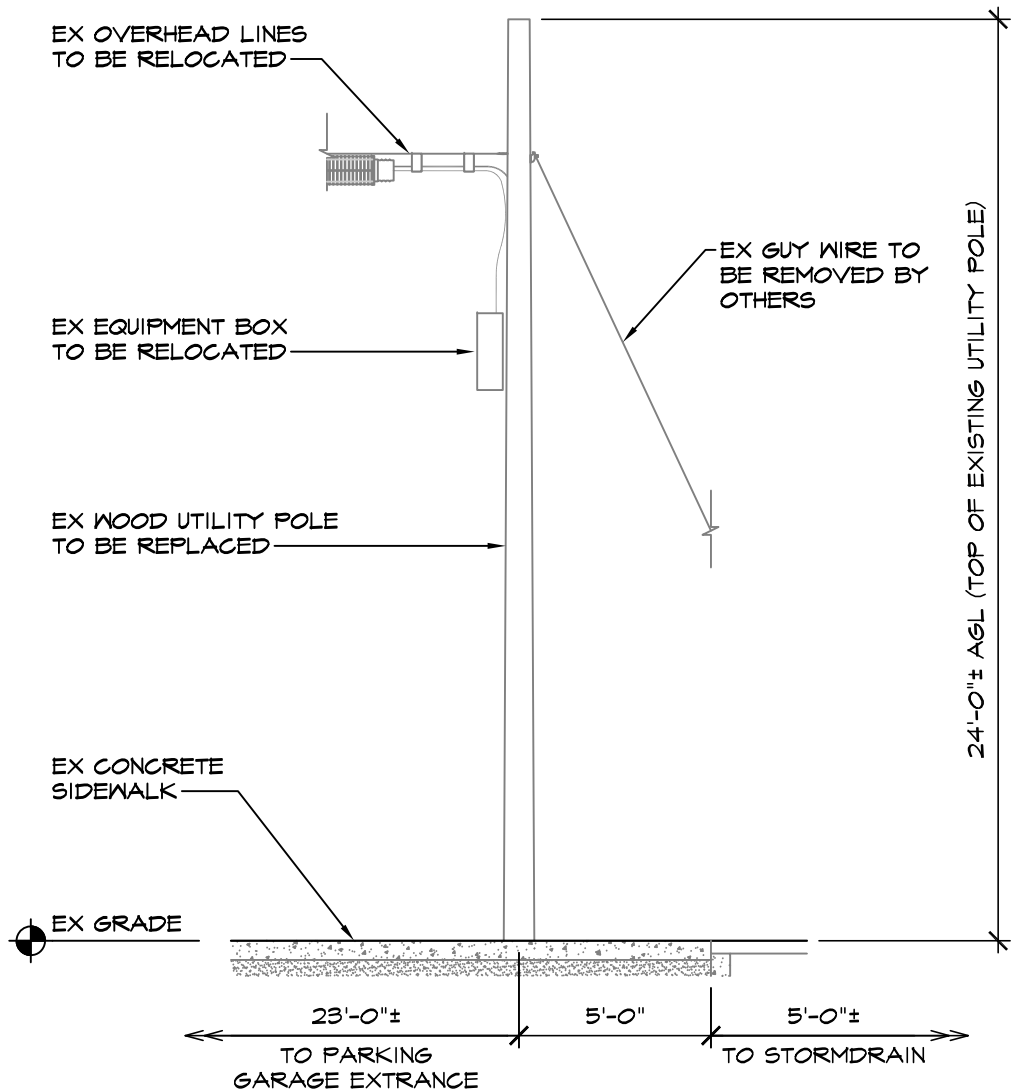 EX OVERHEAD LINES
TO BE RELOCATED
EX GUY WIRE TO
BE REMOVED BY
OTHERS
EX EQUIPMENT BOX
TO BE RELOCATED
EX WOOD UTILITY POLE
TO BE REPLACED
24'-0"± AGL (TOP OF EXISTING UTILITY POLE)
EX CONCRETE
SIDEWALK
EX GRADE
23'-0"±
5'-0"
5'-0"±
TO PARKING
GARAGE EXTRANCE
TO STORMDRAIN